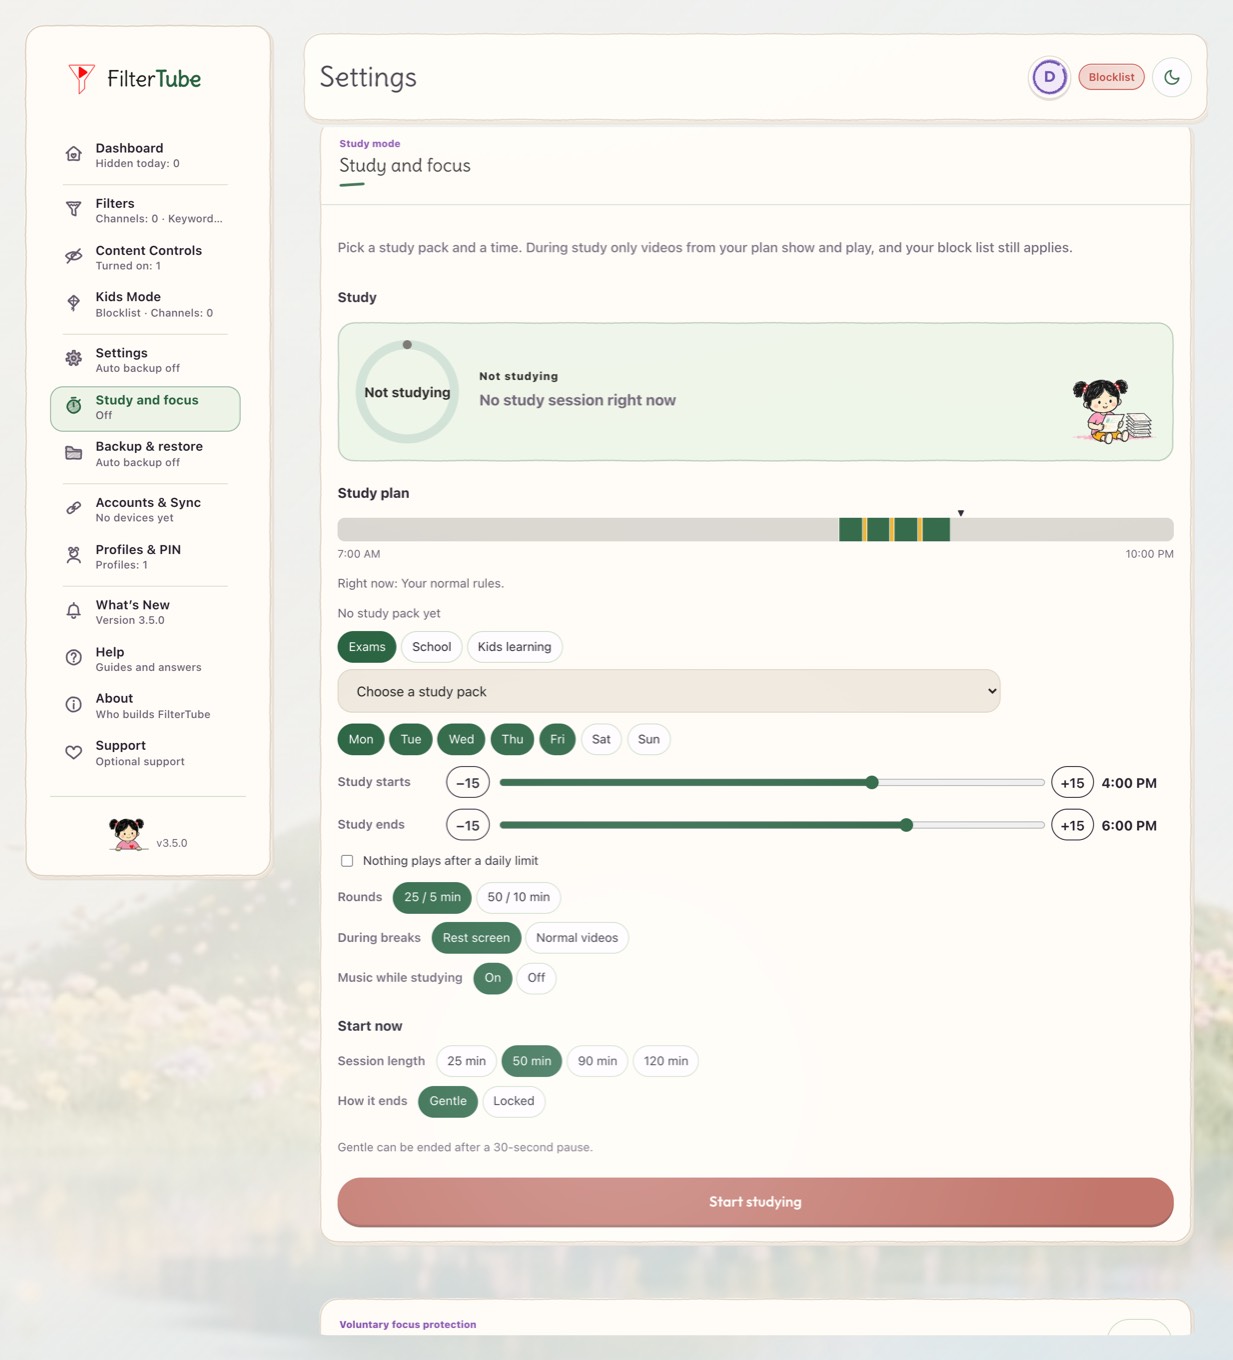 FilterTube
Dashboard
Hidden today: 0
Filters
Channels: 0 · Keyword...
Content Controls
Turned on: 1
Kids Mode
Blocklist · Channels: 0
Settings
Auto backup off
Study and focus
Off
Backup & restore
Auto backup off
Accounts & Sync
No devices yet
Profiles & PIN
Profiles: 1
What's New
Version 3.5.0
Help
Guides and answers
About
Who builds FilterTube
Support
Optional support
v3.5.0
Settings
D
Blocklist
Study mode
Study and focus
Pick a study pack and a time. During study only videos from your plan show and play, and your block list still applies.
Study
Not studying
Not studying
No study session right now
Study plan
7:00 AM 10:00 PM
Right now: Your normal rules.
No study pack yet
Exams School Kids learning
Choose a study pack
Mon Tue Wed Thu Fri Sat Sun
Study starts −15 +15 4:00 PM
Study ends −15 +15 6:00 PM
Nothing plays after a daily limit
Rounds 25 / 5 min 50 / 10 min
During breaks Rest screen Normal videos
Music while studying On Off
Start now
Session length 25 min 50 min 90 min 120 min
How it ends Gentle Locked
Gentle can be ended after a 30-second pause.
Start studying
Voluntary focus protection